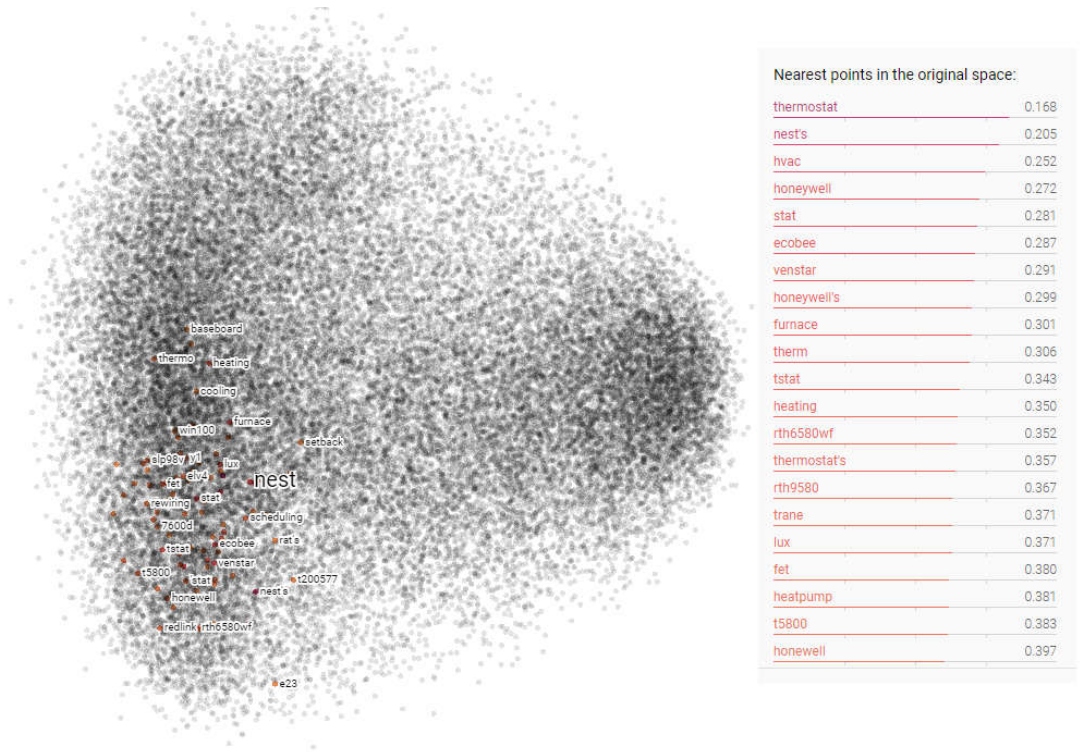 baseboard
thermo
heating
cooling
furnace
win100
setback
slp98v
y1
lux
elv4
fet
nest
stat
rewiring
scheduling
7600d
rat s
ecobee
tstat
venstar
t5800
stat
t200577
nest s
honewell
redlink
rth6580wf
e23
Nearest points in the original space:
thermostat 0.168
nest's 0.205
hvac 0.252
honeywell 0.272
stat 0.281
ecobee 0.287
venstar 0.291
honeywell's 0.299
furnace 0.301
therm 0.306
tstat 0.343
heating 0.350
rth6580wf 0.352
thermostat's 0.357
rth9580 0.367
trane 0.371
lux 0.371
fet 0.380
heatpump 0.381
t5800 0.383
honewell 0.397